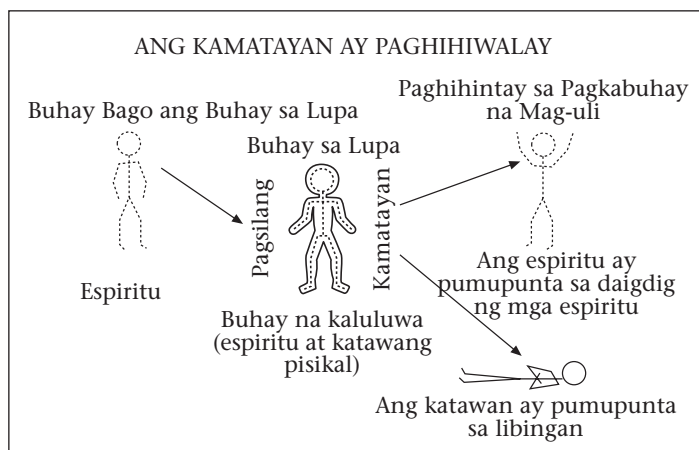 ANG KAMATAYAN AY PAGHIHIWALAY
Buhay Bago ang Buhay sa Lupa
Espiritu
Pagsilang
Buhay sa Lupa
Kamatayan
Buhay na kaluluwa
(espiritu at katawang
pisikal)
Paghihintay sa Pagkabuhay
na Mag-uli
Ang espiritu ay
pumupunta sa daigdig
ng mga espiritu
Ang katawan ay pumupunta
sa libingan